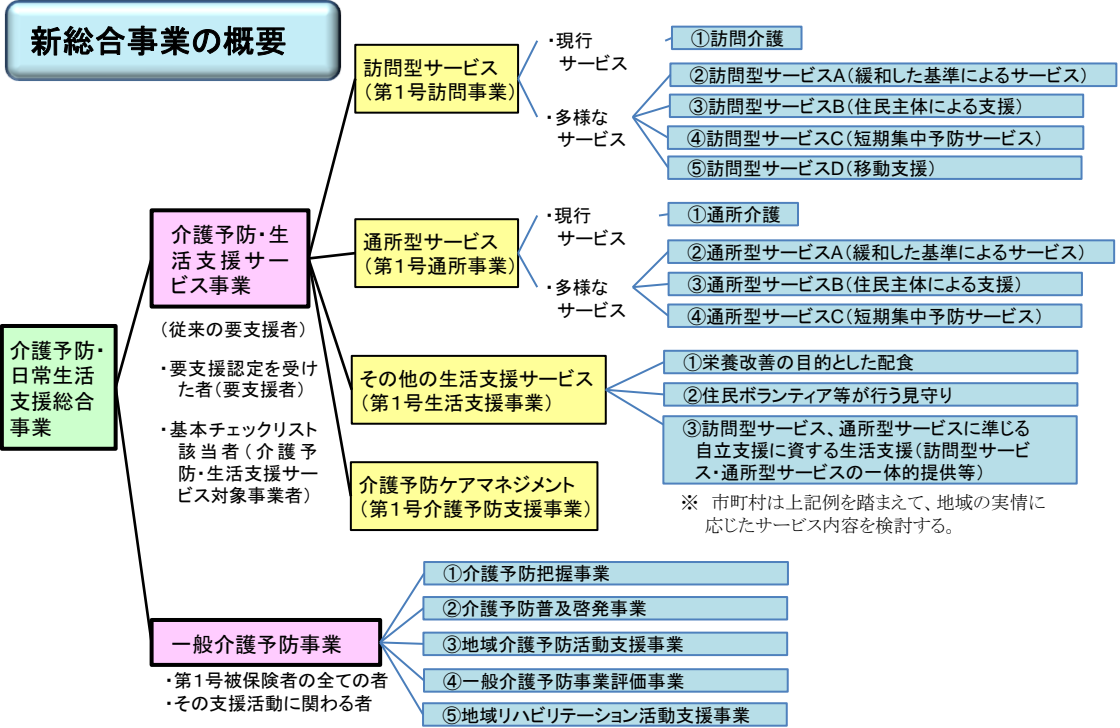 新総合事業の概要
介護予防・
日常生活
支援総合
事業
介護予防・生
活支援サー
ビス事業
（従来の要支援者）
・要支援認定を受け
た者（要支援者）
・基本チェックリスト
該当者（介護予
防・生活支援サー
ビス対象事業者）
訪問型サービス
（第１号訪問事業）
・現行
サービス
①訪問介護
・多様な
サービス
②訪問型サービスA（緩和した基準によるサービス）
③訪問型サービスB（住民主体による支援）
④訪問型サービスC（短期集中予防サービス）
⑤訪問型サービスD（移動支援）
通所型サービス
（第１号通所事業）
・現行
サービス
①通所介護
・多様な
サービス
②通所型サービスA（緩和した基準によるサービス）
③通所型サービスB（住民主体による支援）
④通所型サービスC（短期集中予防サービス）
その他の生活支援サービス
（第１号生活支援事業）
①栄養改善の目的とした配食
②住民ボランティア等が行う見守り
③訪問型サービス、通所型サービスに準じる
自立支援に資する生活支援（訪問型サービ
ス・通所型サービスの一体的提供等）
※　市町村は上記例を踏まえて、地域の実情に
応じたサービス内容を検討する。
介護予防ケアマネジメント
（第１号介護予防支援事業）
一般介護予防事業
・第１号被保険者の全ての者
・その支援活動に関わる者
①介護予防把握事業
②介護予防普及啓発事業
③地域介護予防活動支援事業
④一般介護予防事業評価事業
⑤地域リハビリテーション活動支援事業